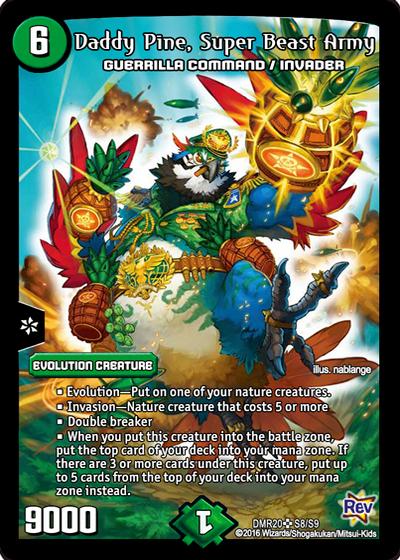 6
Daddy Pine, Super Beast Army
GUERRILLA COMMAND / INVADER
illus. nablange
EVOLUTION CREATURE
▪ Evolution—Put on one of your nature creatures.
▪ Invasion—Nature creature that costs 5 or more
▪ Double breaker
▪ When you put this creature into the battle zone,
put the top card of your deck into your mana zone. If
there are 3 or more cards under this creature, put up
to 5 cards from the top of your deck into your mana
zone instead.
Rev
9000
1
DMR20 S8/S9
©2016 Wizards/Shogakukan/Mitsui-Kids